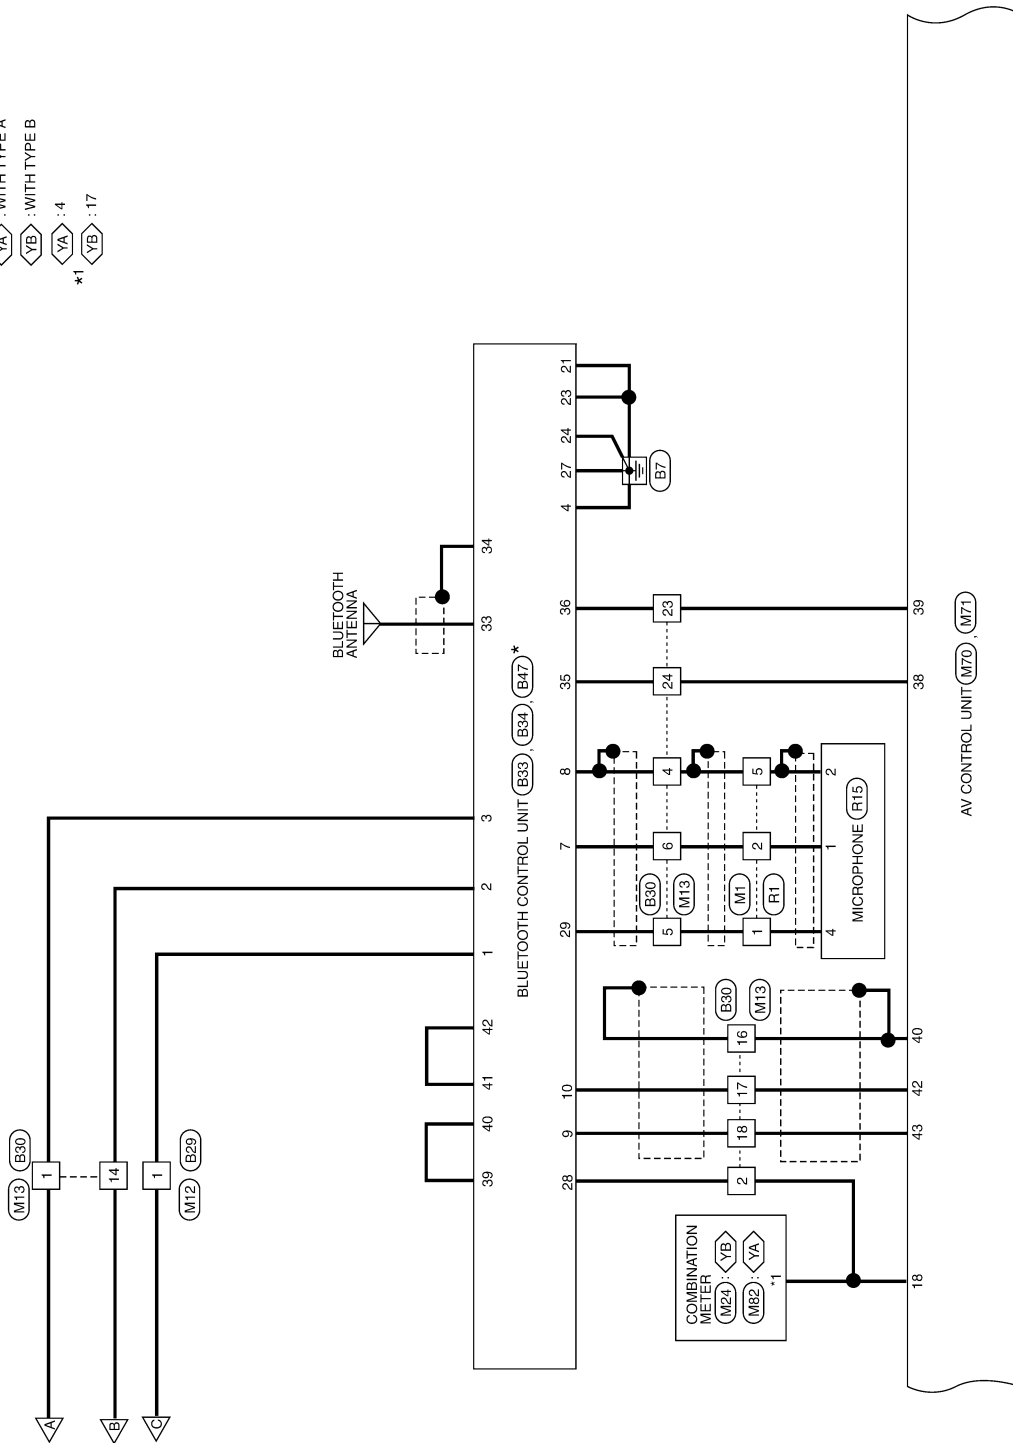 YA : WITH TYPE A
YB : WITH TYPE B
*1 YA : 4
YB : 17
A
B
C
M13 B30
1
14
1
M12 B29
39 40 41 42 1 2 3 33 34
BLUETOOTH
ANTENNA
BLUETOOTH CONTROL UNIT B33 , B34 , B47 *
28 9 10 29 7 8 35 36 4 27 24 23 21
B7
5 6 4 24 23
B30
M13
M1
R1
1 2 5
4 1 2
MICROPHONE R15
2 18 17 16
B30
M13
COMBINATION
METER
M24 : YB
M82 : YA
*1
18 43 42 40 38 39
AV CONTROL UNIT M70 , M71